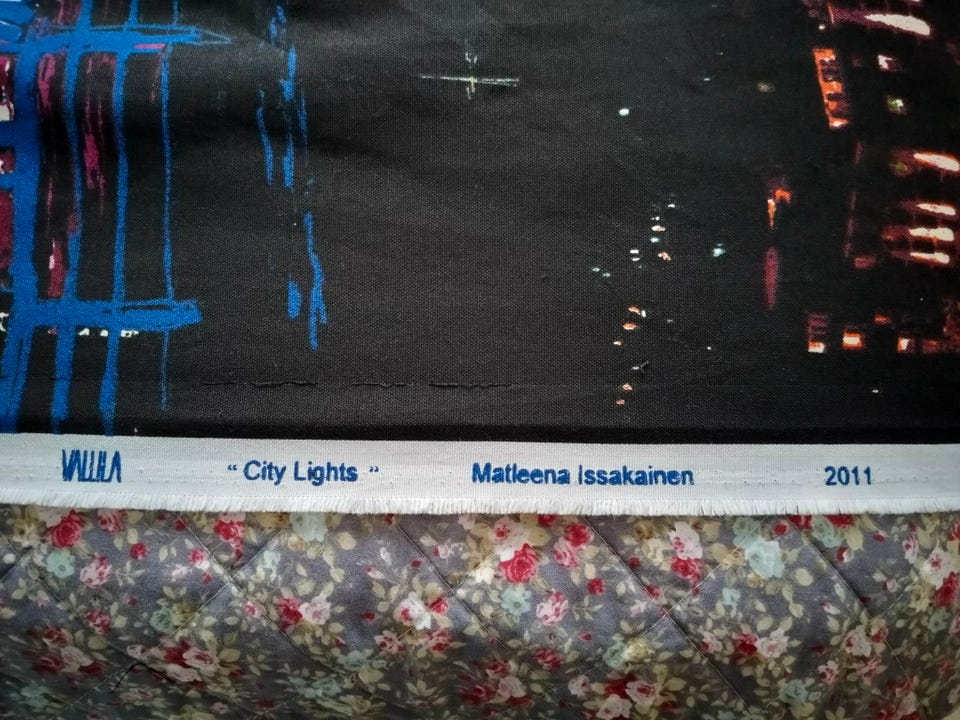 VALLILA “ City Lights ” Matleena Issakainen 2011